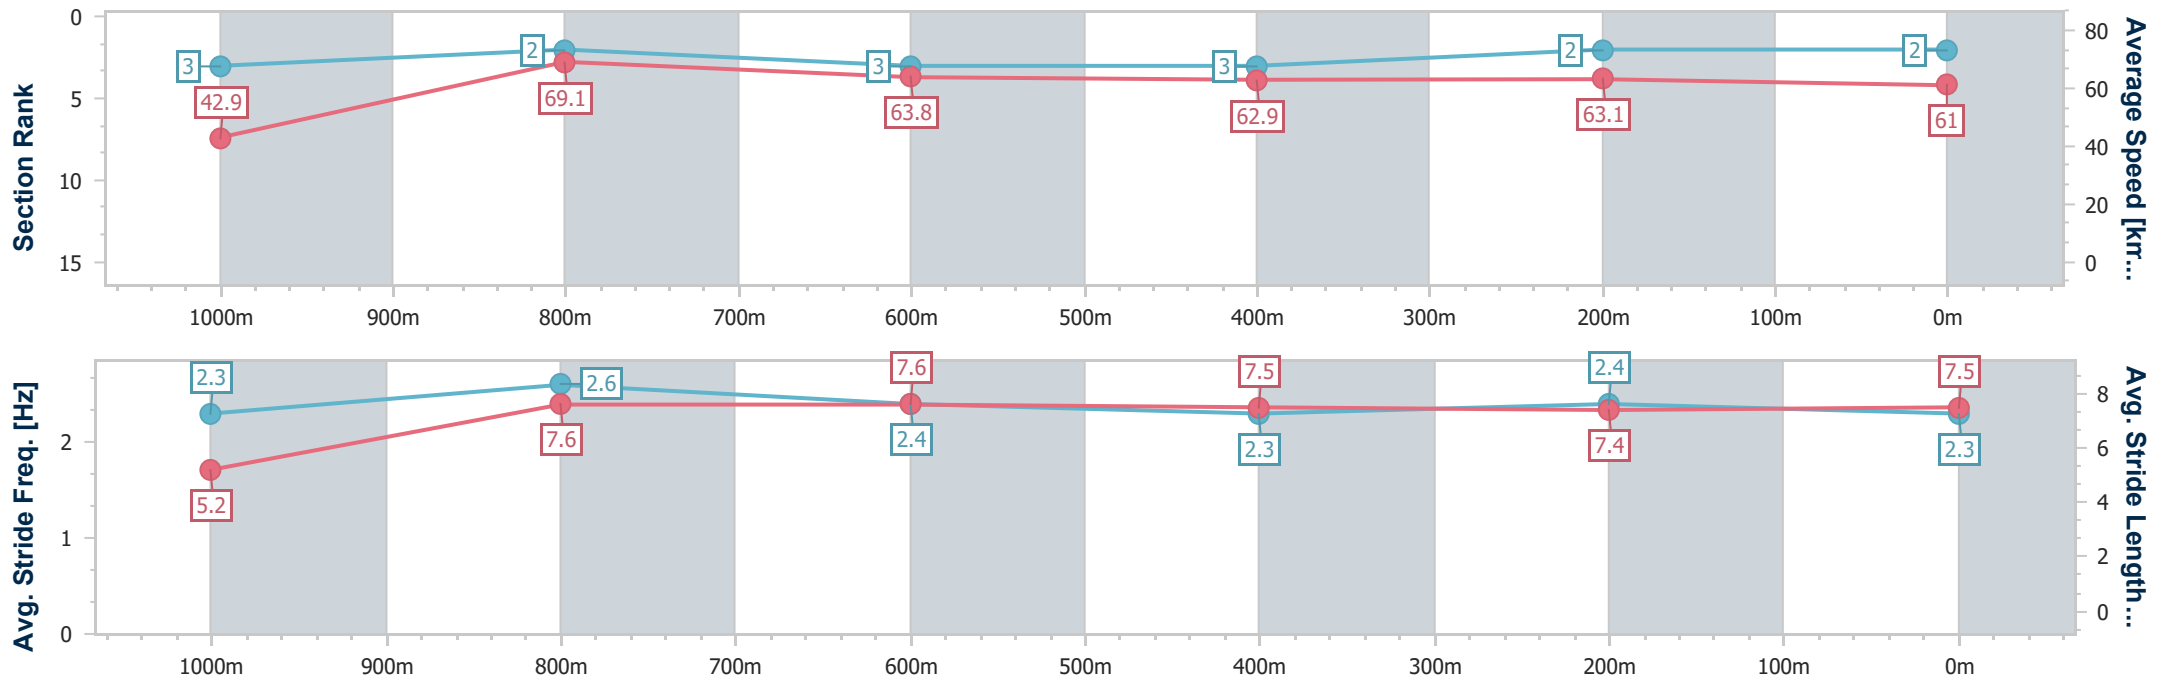 Section Rank
0
5
10
15
3
2
3
3
2
2
42.9
69.1
63.8
62.9
63.1
61
80
60
40
20
0
Average Speed [km...
1000m
900m
800m
700m
600m
500m
400m
300m
200m
100m
0m
Avg. Stride Freq. [Hz]
2
1
0
2.3
2.6
7.6
7.5
2.4
7.5
5.2
7.6
2.4
2.3
7.4
2.3
8
6
4
2
0
Avg. Stride Length...
1000m
900m
800m
700m
600m
500m
400m
300m
200m
100m
0m